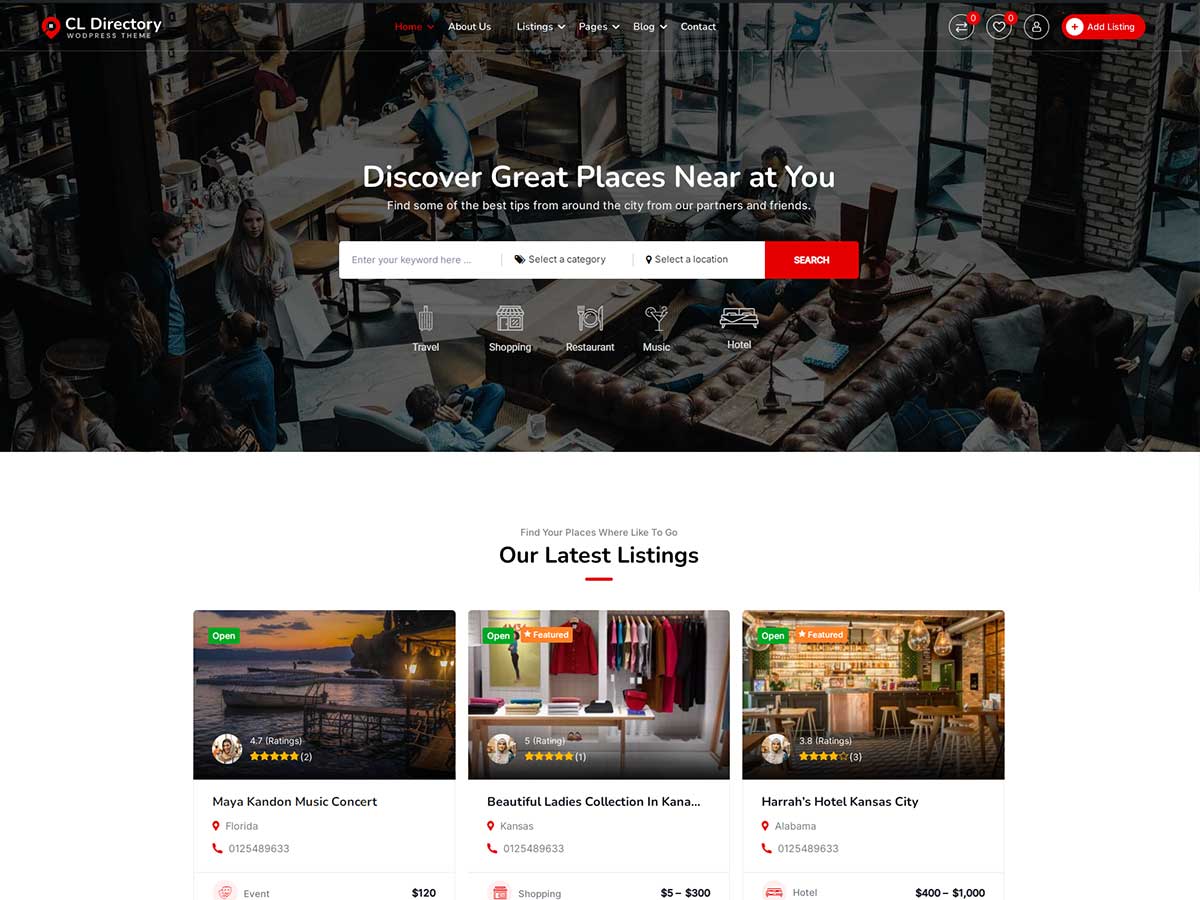 CL Directory
WODPRESS THEME
Home
About Us
Listings
Pages
Blog
Contact
0
0
Add Listing
Discover Great Places Near at You
Find some of the best tips from around the city from our partners and friends.
Enter your keyword here ...
Select a category
Select a location
SEARCH
Travel
Shopping
Restaurant
Music
Hotel
Find Your Places Where Like To Go
Our Latest Listings
Open
4.7 (Ratings)
(2)
Maya Kandon Music Concert
Florida
0125489633
Event
$120
Open
Featured
5 (Rating)
(1)
Beautiful Ladies Collection In Kana...
Kansas
0125489633
Shopping
$5 – $300
Open
Featured
3.8 (Ratings)
(3)
Harrah's Hotel Kansas City
Alabama
0125489633
Hotel
$400 – $1,000